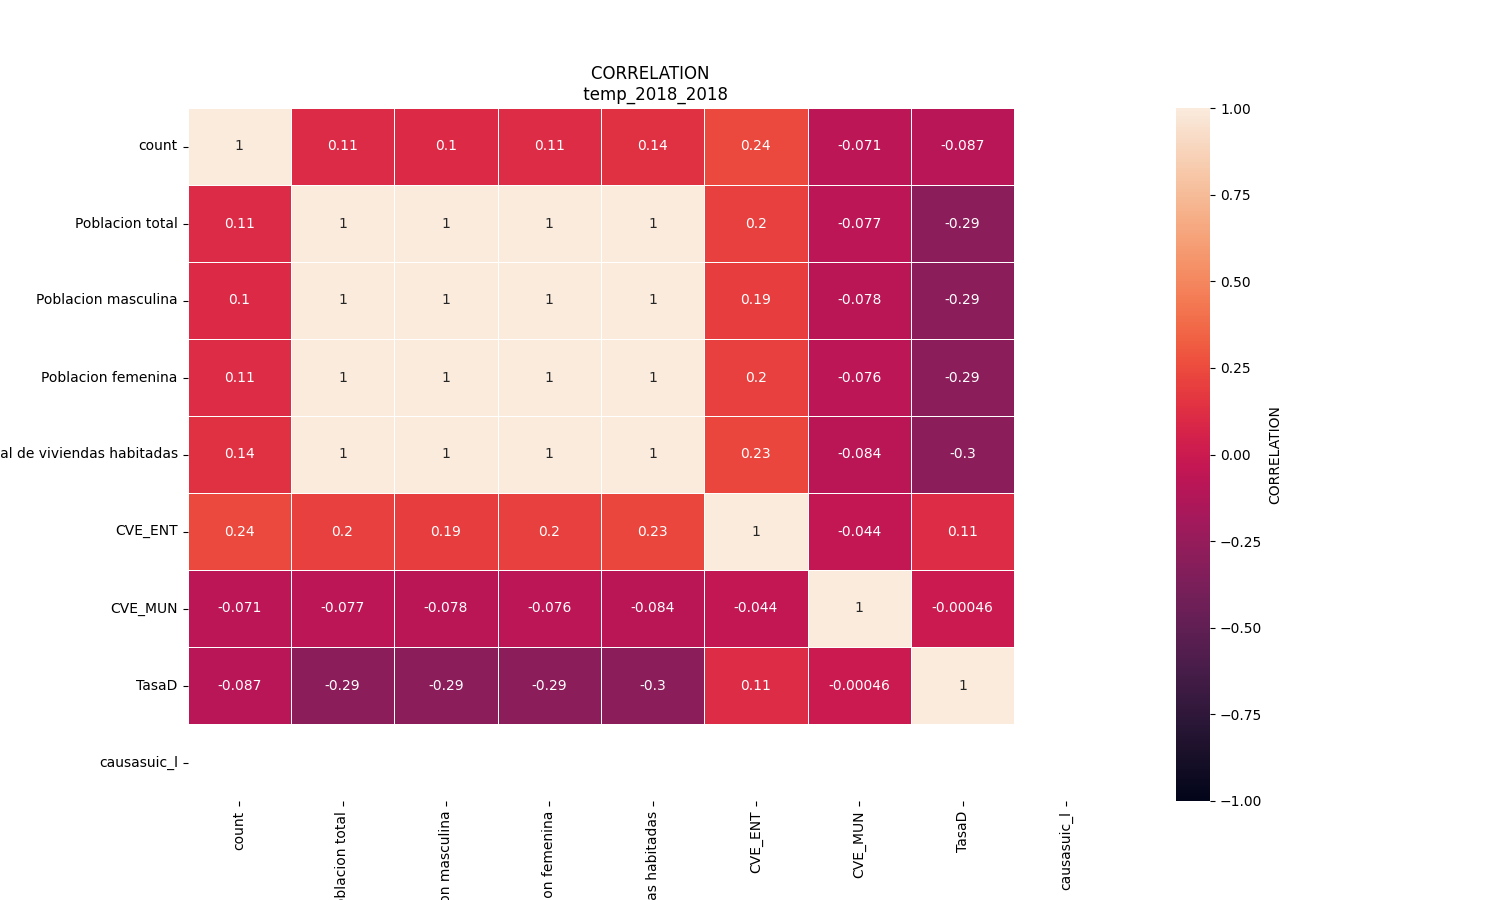 CORRELATION
temp_2018_2018
count 1 0.11 0.1 0.11 0.14 0.24 -0.071 -0.087
Poblacion total 0.11 1 1 1 1 0.2 -0.077 -0.29
Poblacion masculina 0.1 1 1 1 1 0.19 -0.078 -0.29
Poblacion femenina 0.11 1 1 1 1 0.2 -0.076 -0.29
al de viviendas habitadas 0.14 1 1 1 1 0.23 -0.084 -0.3
CVE_ENT 0.24 0.2 0.19 0.2 0.23 1 -0.044 0.11
CVE_MUN -0.071 -0.077 -0.078 -0.076 -0.084 -0.044 1 -0.00046
TasaD -0.087 -0.29 -0.29 -0.29 -0.3 0.11 -0.00046 1
causasuic_l
count
oblacion total
on masculina
on femenina
as habitadas
CVE_ENT
CVE_MUN
TasaD
causasuic_l
1.00
0.75
0.50
0.25
0.00
−0.25
−0.50
−0.75
−1.00
CORRELATION